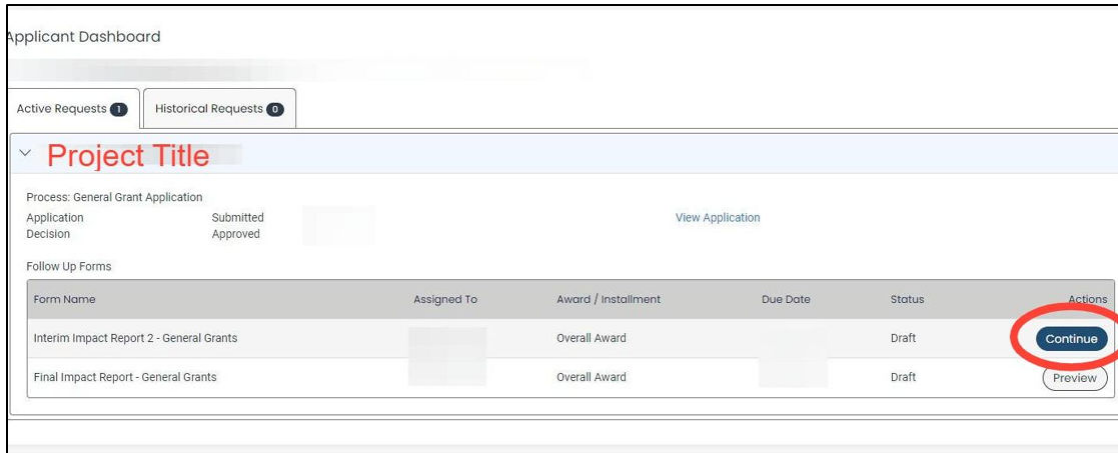 Applicant Dashboard
Active Requests 1 Historical Requests 0
Project Title
Process: General Grant Application
Application Submitted View Application
Decision Approved
Follow Up Forms
Form Name Assigned To Award / Installment Due Date Status Actions
Interim Impact Report 2 - General Grants Overall Award Draft Continue
Final Impact Report - General Grants Overall Award Draft Preview